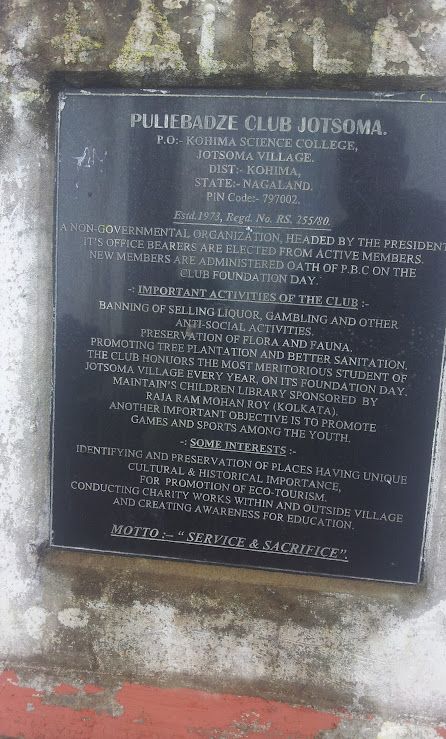 PULIEBADZE CLUB JOTSOMA.
P.O:- KOHIMA SCIENCE COLLEGE,
JOTSOMA VILLAGE.
DIST:- KOHIMA,
STATE:- NAGALAND.
PIN Code:- 797002.
Estd.1973, Regd. No. RS. 255/80.
A NON-GOVERNMENTAL ORGANIZATION, HEADED BY THE PRESIDENT
IT'S OFFICE BEARERS ARE ELECTED FROM ACTIVE MEMBERS.
NEW MEMBERS ARE ADMINISTERED OATH OF P.B.C ON THE
CLUB FOUNDATION DAY.
-: IMPORTANT ACTIVITIES OF THE CLUB :-
BANNING OF SELLING LIQUOR, GAMBLING AND OTHER
ANTI-SOCIAL ACTIVITIES.
PRESERVATION OF FLORA AND FAUNA.
PROMOTING TREE PLANTATION AND BETTER SANITATION.
THE CLUB HONUORS THE MOST MERITORIOUS STUDENT OF
JOTSOMA VILLAGE EVERY YEAR, ON ITS FOUNDATION DAY.
MAINTAIN'S CHILDREN LIBRARY SPONSORED BY
RAJA RAM MOHAN ROY (KOLKATA).
ANOTHER IMPORTANT OBJECTIVE IS TO PROMOTE
GAMES AND SPORTS AMONG THE YOUTH.
-: SOME INTERESTS :-
IDENTIFYING AND PRESERVATION OF PLACES HAVING UNIQUE
CULTURAL & HISTORICAL IMPORTANCE,
FOR PROMOTION OF ECO-TOURISM.
CONDUCTING CHARITY WORKS WITHIN AND OUTSIDE VILLAGE
AND CREATING AWARENESS FOR EDUCATION.
MOTTO :– " SERVICE & SACRIFICE".